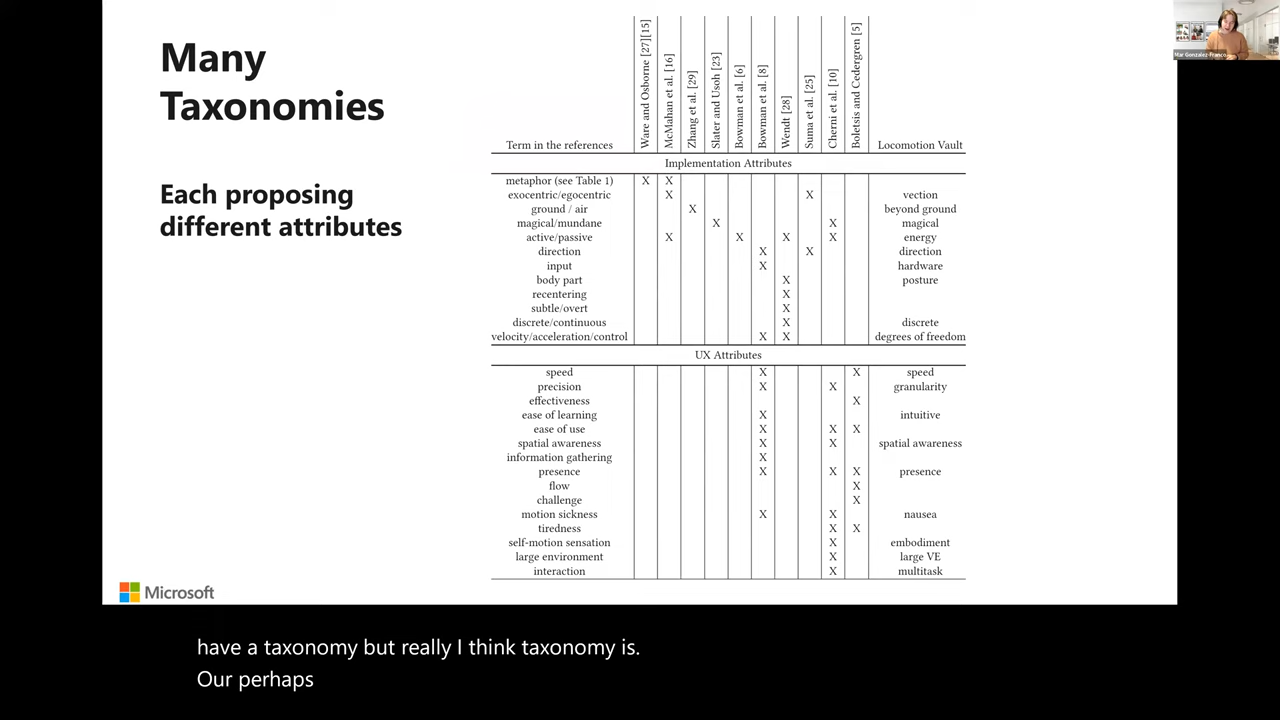 Many
Taxonomies
Each proposing
different attributes
Term in the references
Ware and Osborne [27][15]
McMahan et al. [16]
Zhang et al. [29]
Slater and Usoh [23]
Bowman et al. [6]
Bowman et al. [8]
Wendt [28]
Suma et al. [25]
Cherni et al. [10]
Boletsis and Cedergren [5]
Locomotion Vault
Implementation Attributes
metaphor (see Table 1) X X
exocentric/egocentric X X vection
ground / air X beyond ground
magical/mundane X X magical
active/passive X X X X energy
direction X X direction
input X hardware
body part X posture
recentering X
subtle/overt X
discrete/continuous X discrete
velocity/acceleration/control X X degrees of freedom
UX Attributes
speed X X speed
precision X X granularity
effectiveness X
ease of learning X intuitive
ease of use X X X
spatial awareness X X spatial awareness
information gathering X
presence X X X presence
flow X
challenge X
motion sickness X X nausea
tiredness X X
self-motion sensation X embodiment
large environment X large VE
interaction X multitask
Microsoft
Mar Gonzalez-Franco
have a taxonomy but really I think taxonomy is.
Our perhaps